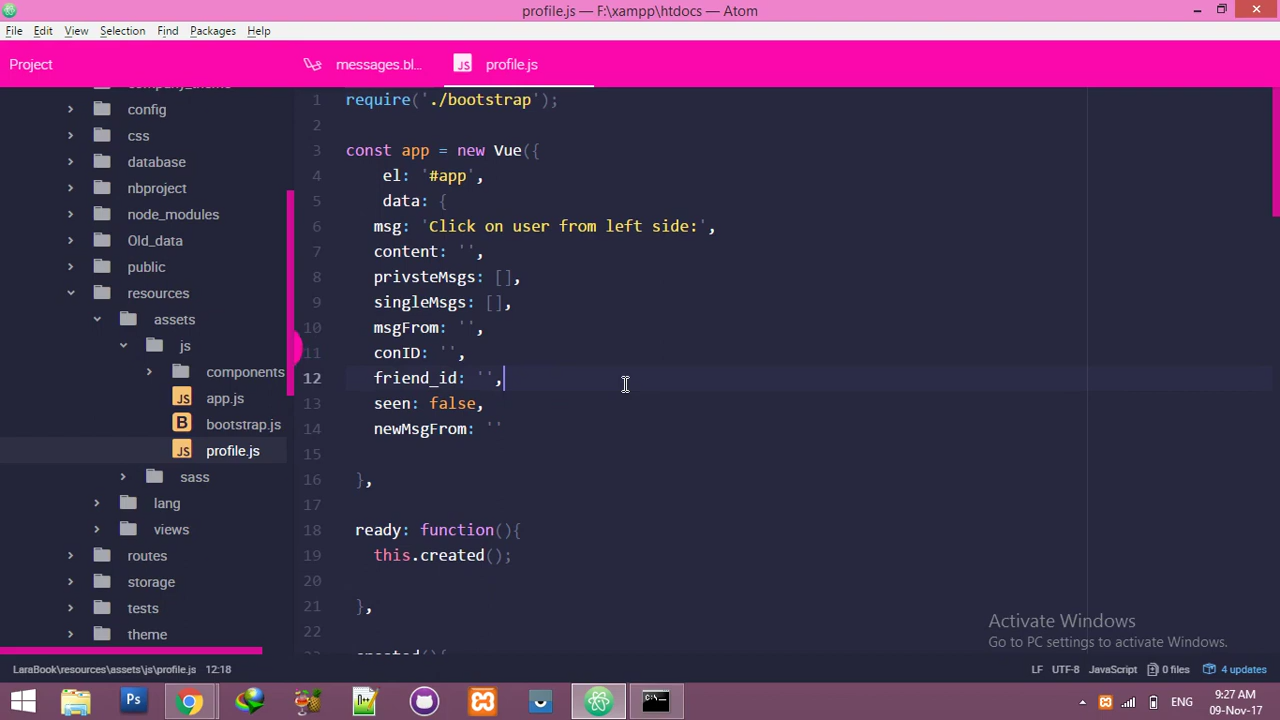 profile.js — F:\xampp\htdocs — Atom
File Edit View Selection Find Packages Help
Project
messages.bl...
profile.js
config
css
database
nbproject
node_modules
Old_data
public
resources
assets
js
components
app.js
bootstrap.js
profile.js
sass
lang
views
routes
storage
tests
theme
1 require('./bootstrap');
2
3 const app = new Vue({
4 el: '#app',
5 data: {
6 msg: 'Click on user from left side:',
7 content: '',
8 privsteMsgs: [],
9 singleMsgs: [],
10 msgFrom: '',
11 conID: '',
12 friend_id: '',
13 seen: false,
14 newMsgFrom: ''
15
16 },
17
18 ready: function(){
19 this.created();
20
21 },
22
created(){
Activate Windows
Go to PC settings to activate Windows.
LaraBook\resources\assets\js\profile.js 12:18 LF UTF-8 JavaScript 0 files 4 updates
Ps
ENG
9:27 AM
09-Nov-17